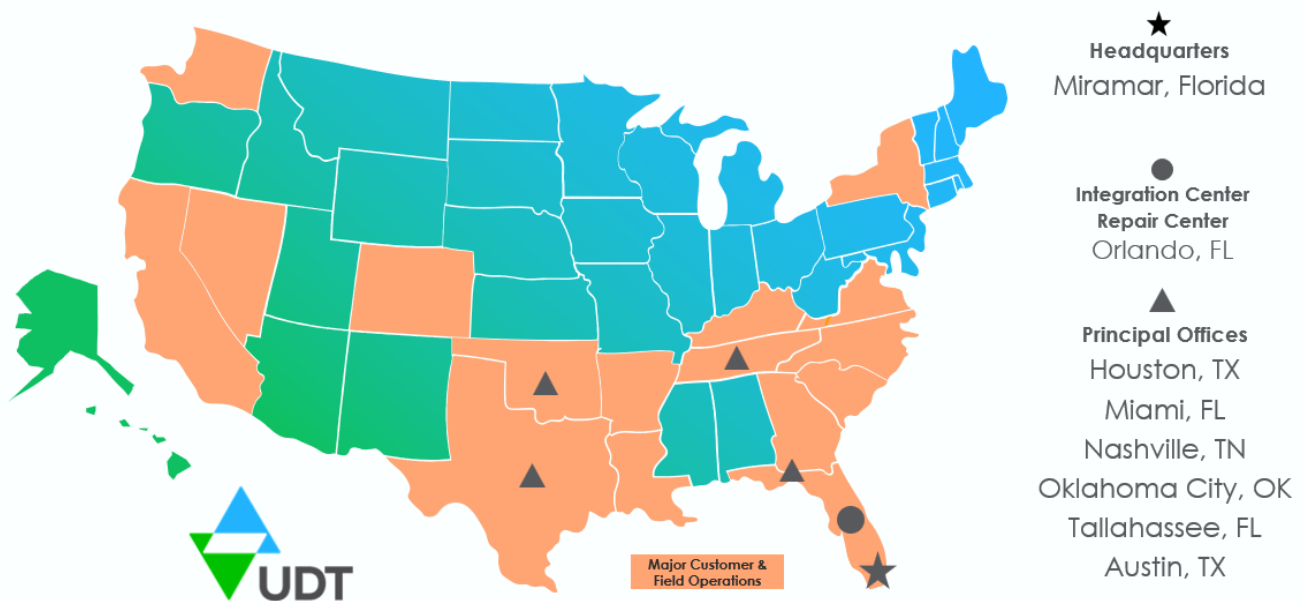 Headquarters
Miramar, Florida
Integration Center
Repair Center
Orlando, FL
Principal Offices
Houston, TX
Miami, FL
Nashville, TN
Oklahoma City, OK
Tallahassee, FL
Austin, TX
Major Customer &
Field Operations
UDT